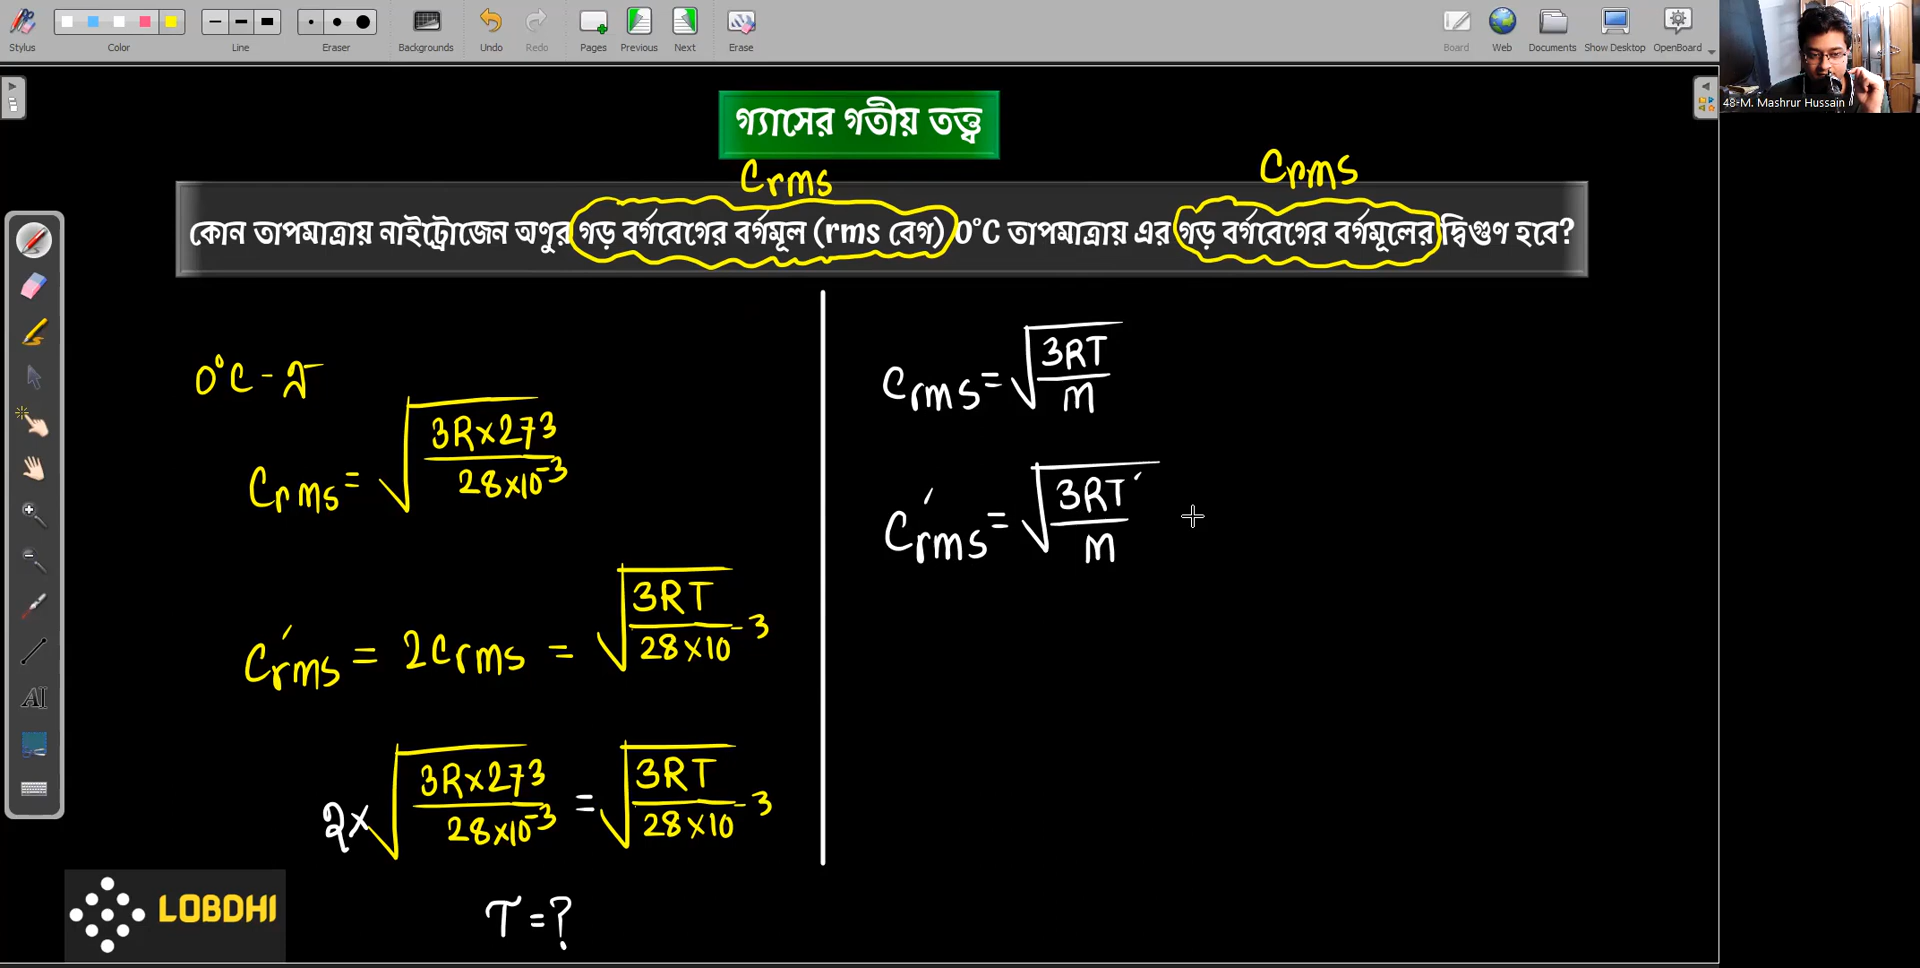 Stylus
Color
Line
Eraser
Backgrounds
Undo
Redo
Pages
Previous
Next
Erase
Board
Web
Documents
Show Desktop
OpenBoard
48-M. Mashrur Hussain
গ্যাসের গতীয় তত্ত্ব
Crms
Crms
কোন তাপমাত্রায় নাইট্রোজেন অণুর গড় বর্গবেগের বর্গমূল (rms বেগ) 0°C তাপমাত্রায় এর গড় বর্গবেগের বর্গমূলের দ্বিগুণ হবে?
0°C - এ
Crms = √(3R×273 / 28×10⁻³)
C′rms = 2Crms = √(3RT / 28×10⁻³)
2× √(3R×273 / 28×10⁻³) = √(3RT / 28×10⁻³)
T = ?
Crms = √(3RT / M)
C′rms = √(3RT′ / M)
AI
LOBDHI